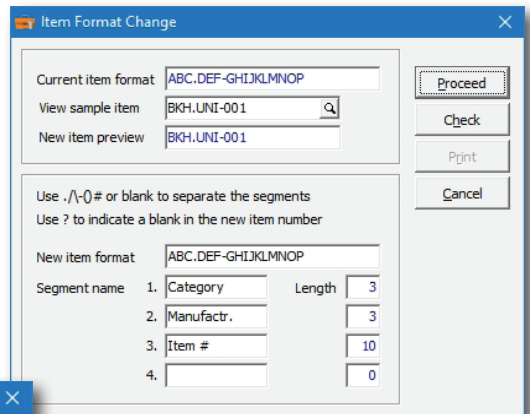 Item Format Change
Current item format ABC.DEF-GHIJKLMNOP
View sample item BKH.UNI-001
New item preview BKH.UNI-001
Proceed
Check
Print
Cancel
Use ./\-()# or blank to separate the segments
Use ? to indicate a blank in the new item number
New item format ABC.DEF-GHIJKLMNOP
Segment name 1. Category Length 3
2. Manufactr. 3
3. Item # 10
4. 0